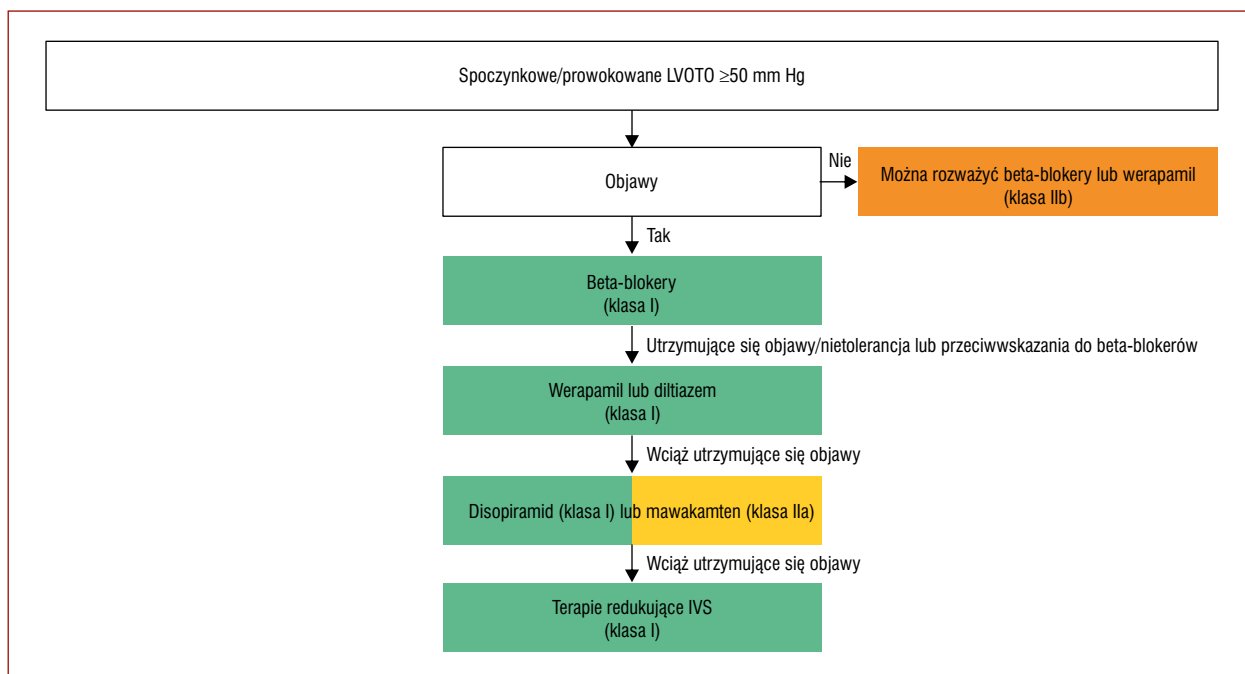 Spoczynkowe/prowokowane LVOTO ≥50 mm Hg
Objawy
Nie
Można rozważyć beta-blokery lub werapamil
(klasa IIb)
Tak
Beta-blokery
(klasa I)
Utrzymujące się objawy/nietolerancja lub przeciwwskazania do beta-blokerów
Werapamil lub diltiazem
(klasa I)
Wciąż utrzymujące się objawy
Disopiramid (klasa I) lub mawakamten (klasa IIa)
Wciąż utrzymujące się objawy
Terapie redukujące IVS
(klasa I)